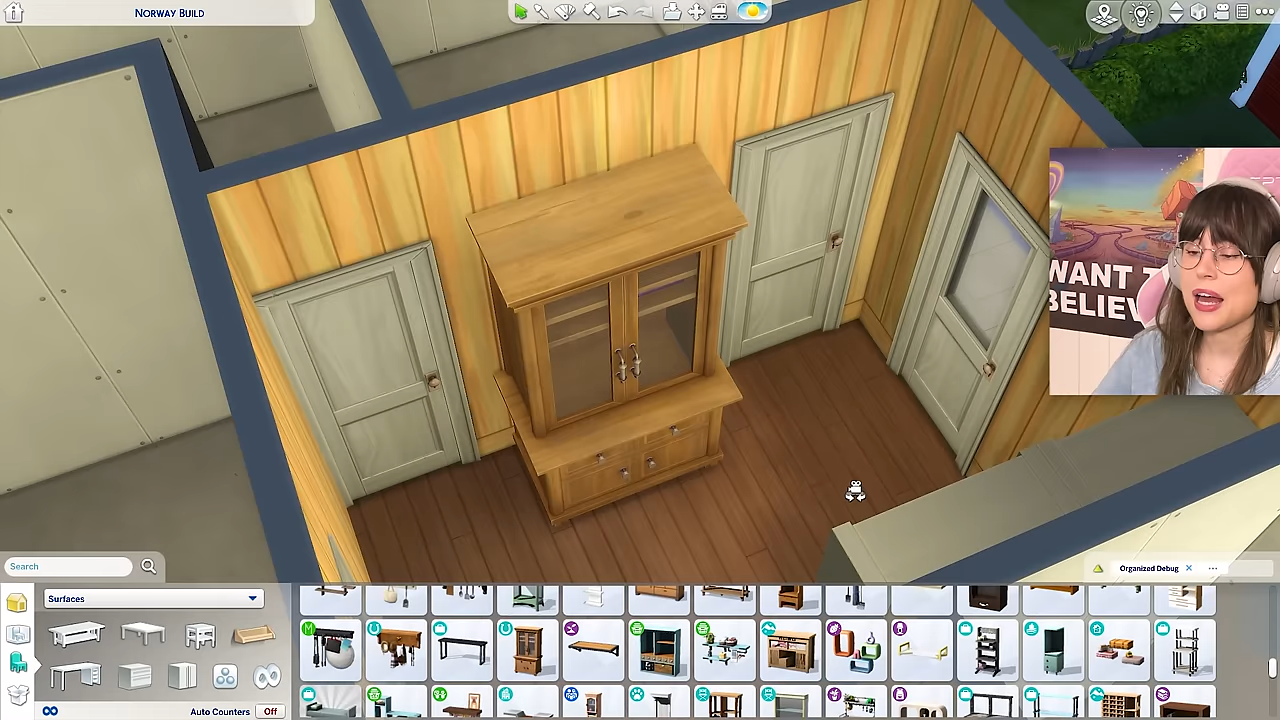 NORWAY BUILD
WANT T
BELIEV
Search
Organized Debug
Surfaces
Auto Counters
Off